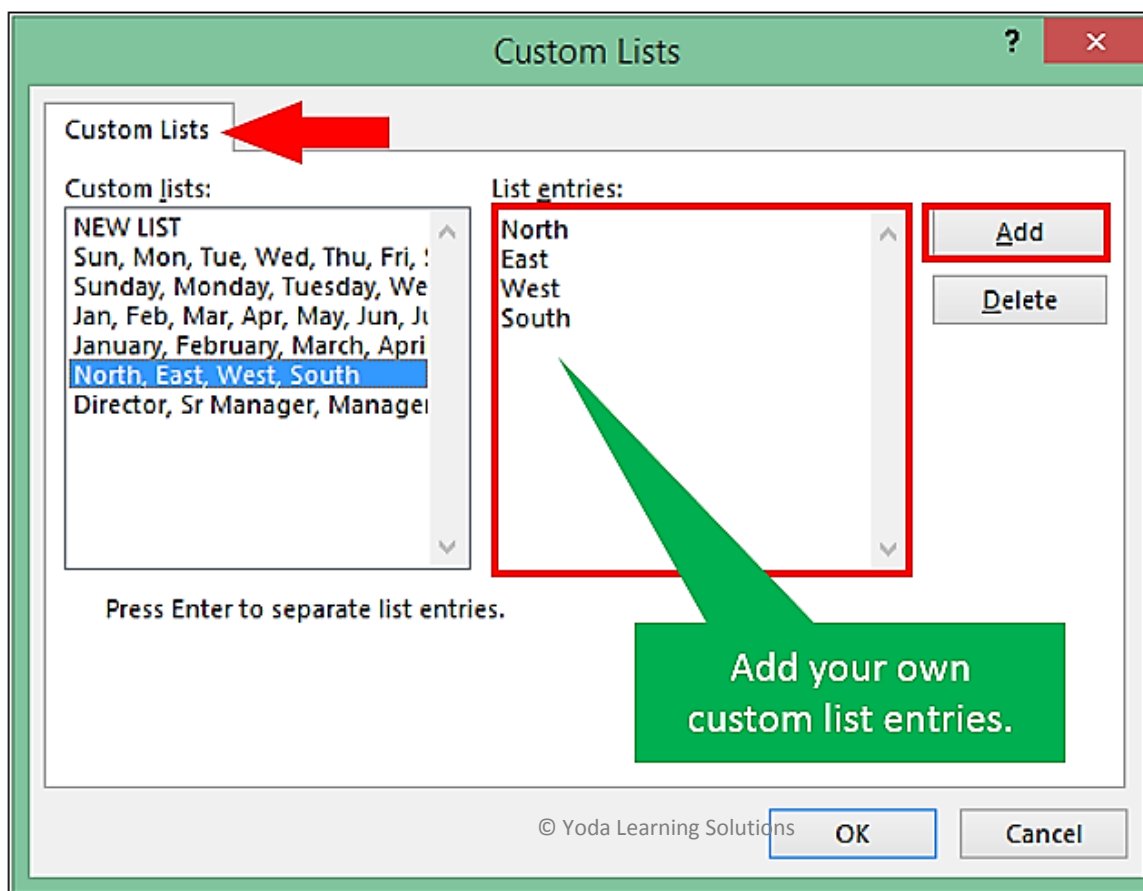 Custom Lists
?
Custom Lists
Custom lists:
NEW LIST
Sun, Mon, Tue, Wed, Thu, Fri,
Sunday, Monday, Tuesday, We
Jan, Feb, Mar, Apr, May, Jun,
January, February, March, Apri
North, East, West, South
Director, Sr Manager, Manager
List entries:
North
East
West
South
Add
Delete
Press Enter to separate list entries.
Add your own
custom list entries.
© Yoda Learning Solutions
OK
Cancel